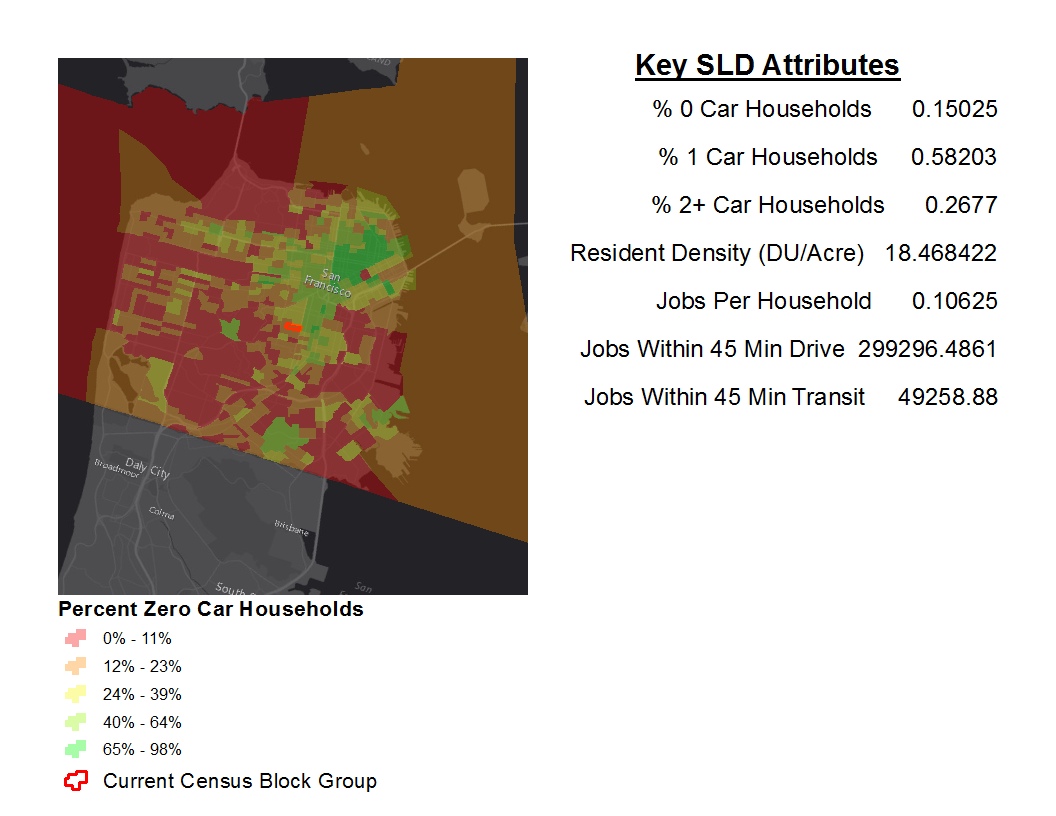 Key SLD Attributes
% 0 Car Households 0.15025
% 1 Car Households 0.58203
% 2+ Car Households 0.2677
Resident Density (DU/Acre) 18.468422
Jobs Per Household 0.10625
Jobs Within 45 Min Drive 299296.4861
Jobs Within 45 Min Transit 49258.88
San
Francisco
Daly City
Broadmoor
Colma
Brisbane
South
San
Percent Zero Car Households
0% - 11%
12% - 23%
24% - 39%
40% - 64%
65% - 98%
Current Census Block Group